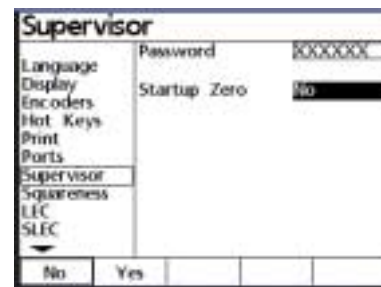 Supervisor
Password XXXXXX
Language
Display
Startup Zero No
Encoders
Hot Keys
Print
Ports
Supervisor
Squareness
LEC
SLEC
No Yes